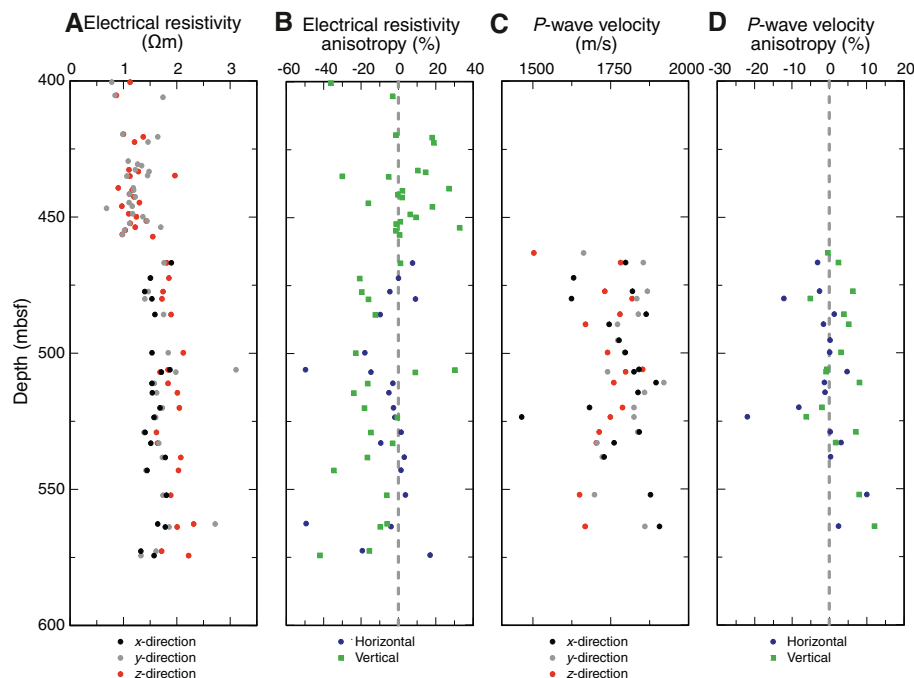 A Electrical resistivity
(Ωm)
0 1 2 3
B Electrical resistivity
anisotropy (%)
-60 -40 -20 0 20 40
C P-wave velocity
(m/s)
1500 1750 2000
D P-wave velocity
anisotropy (%)
-30 -20 -10 0 10 20
Depth (mbsf)
400
450
500
550
600
x-direction
y-direction
z-direction
Horizontal
Vertical
x-direction
y-direction
z-direction
Horizontal
Vertical